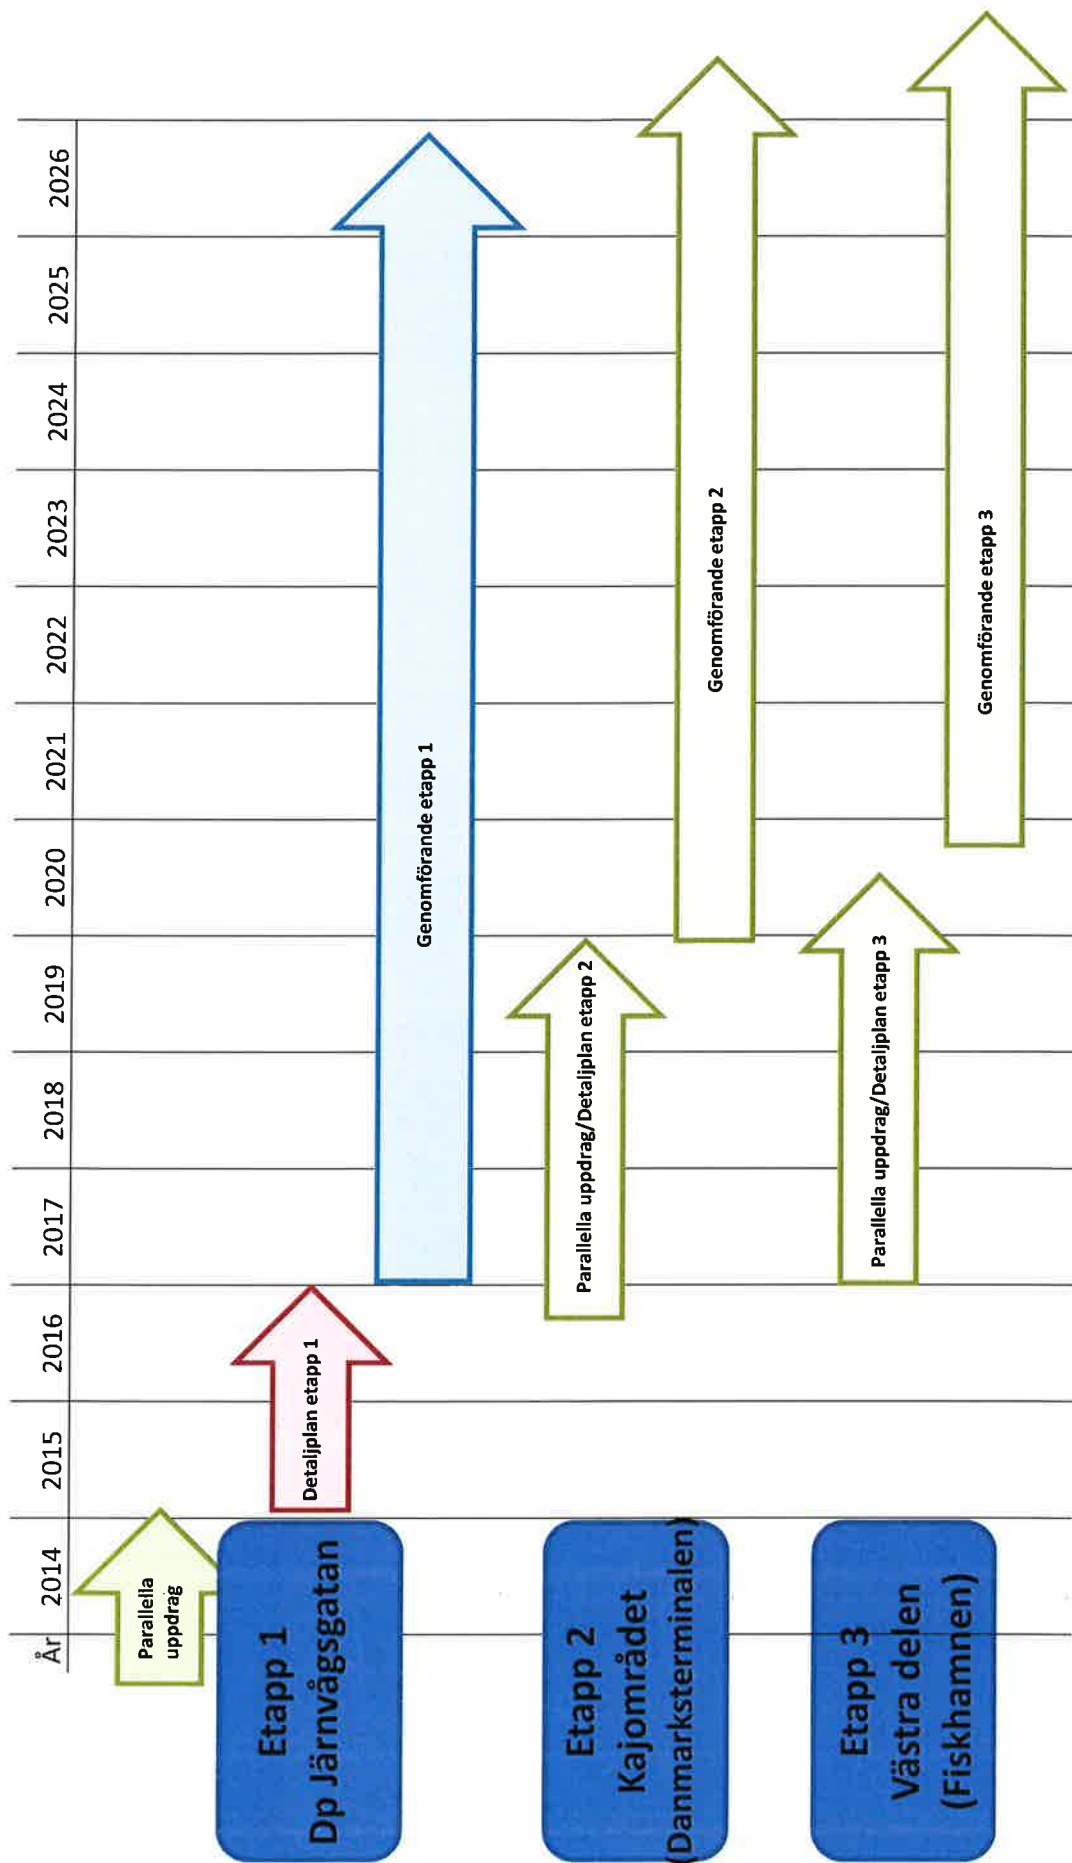 År 2014 2015 2016 2017 2018 2019 2020 2021 2022 2023 2024 2025 2026
Parallella
uppdrag
Etapp 1
Dp Järnvågsgatan
Detaljplan etapp 1
Genomförande etapp 1
Etapp 2
Kajområdet
(Danmarksterminalen)
Parallella uppdrag/Detaljplan etapp 2
Genomförande etapp 2
Etapp 3
Västra delen
(Fiskhamnen)
Parallella uppdrag/Detaljplan etapp 3
Genomförande etapp 3